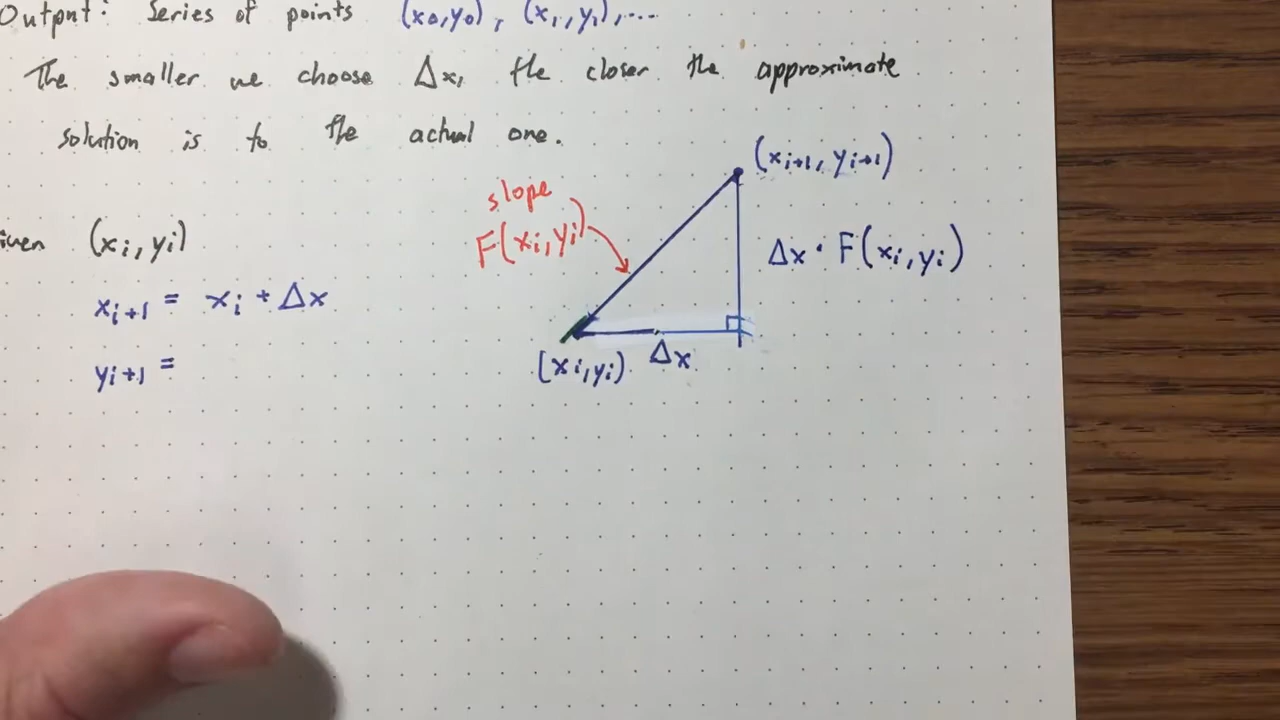 Output: Series of points (x0,y0), (x1,y1),...
The smaller we choose Δx, the closer the approximate
solution is to the actual one.
(xi+1, yi+1)
slope
F(xi,yi)
(xi,yi)
Δx · F(xi,yi)
xi+1 = xi + Δx
yi+1 =
(xi,yi) Δx